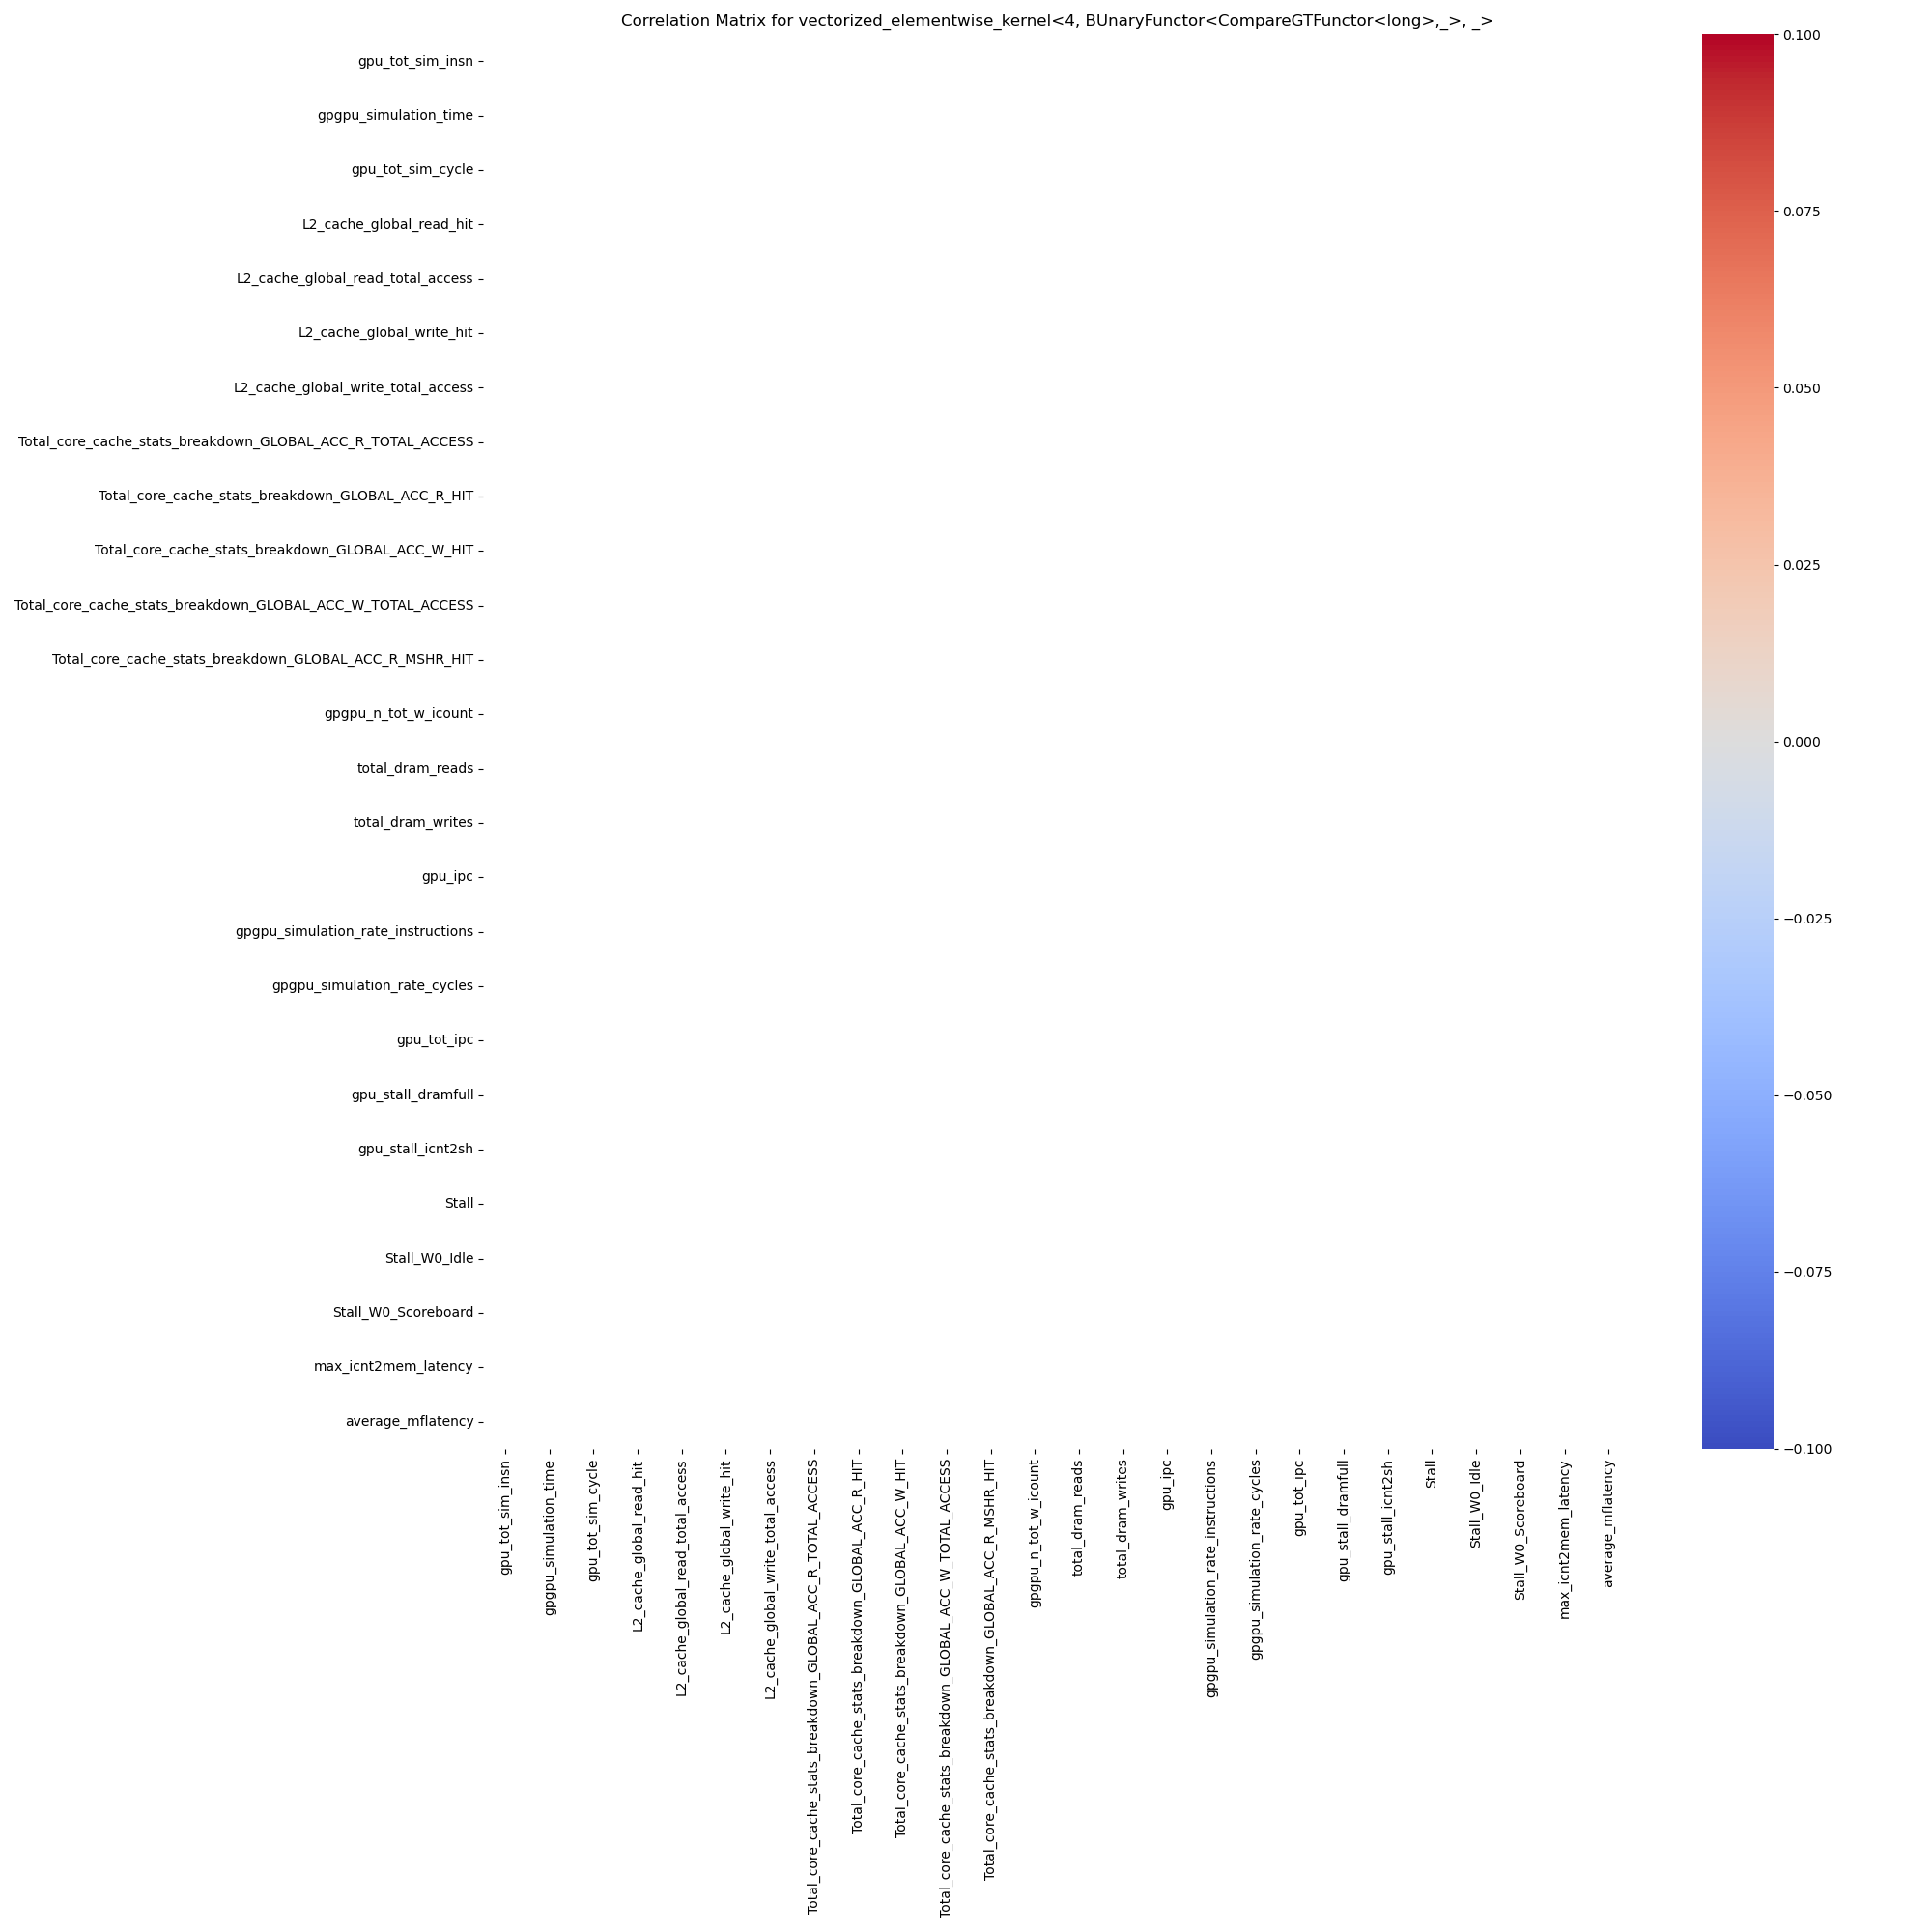 Correlation Matrix for vectorized_elementwise_kernel<4, BUnaryFunctor<CompareGTFunctor<long>,_>, _>
gpu_tot_sim_insn
gpgpu_simulation_time
gpu_tot_sim_cycle
L2_cache_global_read_hit
L2_cache_global_read_total_access
L2_cache_global_write_hit
L2_cache_global_write_total_access
Total_core_cache_stats_breakdown_GLOBAL_ACC_R_TOTAL_ACCESS
Total_core_cache_stats_breakdown_GLOBAL_ACC_R_HIT
Total_core_cache_stats_breakdown_GLOBAL_ACC_W_HIT
Total_core_cache_stats_breakdown_GLOBAL_ACC_W_TOTAL_ACCESS
Total_core_cache_stats_breakdown_GLOBAL_ACC_R_MSHR_HIT
gpgpu_n_tot_w_icount
total_dram_reads
total_dram_writes
gpu_ipc
gpgpu_simulation_rate_instructions
gpgpu_simulation_rate_cycles
gpu_tot_ipc
gpu_stall_dramfull
gpu_stall_icnt2sh
Stall
Stall_W0_Idle
Stall_W0_Scoreboard
max_icnt2mem_latency
average_mflatency
gpu_tot_sim_insn
gpgpu_simulation_time
gpu_tot_sim_cycle
L2_cache_global_read_hit
L2_cache_global_read_total_access
L2_cache_global_write_hit
L2_cache_global_write_total_access
Total_core_cache_stats_breakdown_GLOBAL_ACC_R_TOTAL_ACCESS
Total_core_cache_stats_breakdown_GLOBAL_ACC_R_HIT
Total_core_cache_stats_breakdown_GLOBAL_ACC_W_HIT
Total_core_cache_stats_breakdown_GLOBAL_ACC_W_TOTAL_ACCESS
Total_core_cache_stats_breakdown_GLOBAL_ACC_R_MSHR_HIT
gpgpu_n_tot_w_icount
total_dram_reads
total_dram_writes
gpu_ipc
gpgpu_simulation_rate_instructions
gpgpu_simulation_rate_cycles
gpu_tot_ipc
gpu_stall_dramfull
gpu_stall_icnt2sh
Stall
Stall_W0_Idle
Stall_W0_Scoreboard
max_icnt2mem_latency
average_mflatency
0.100
0.075
0.050
0.025
0.000
−0.025
−0.050
−0.075
−0.100